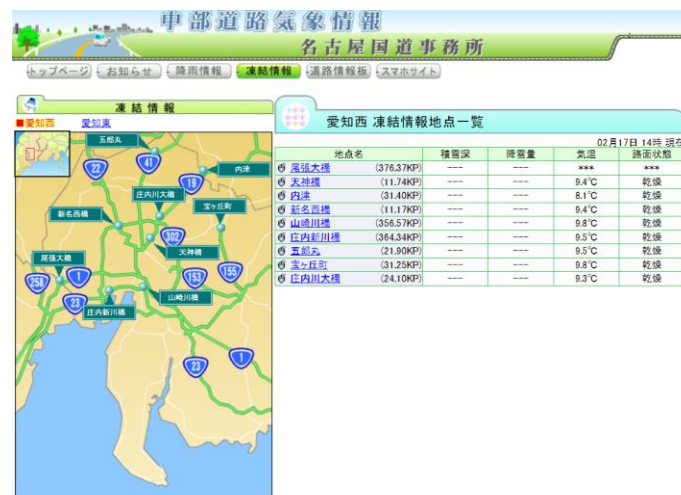 中部道路気象情報
名古屋国道事務所
トップページ お知らせ 降雨情報 凍結情報 道路情報板 スマホサイト
凍結情報
■愛知西 愛知東
五郎丸
内津
庄内川大橋
宝ヶ丘町
新名西橋
天神橋
尾張大橋
山崎川橋
庄内新川橋
22
41
19
302
153
155
258
1
23
23
1
愛知西 凍結情報地点一覧
02月17日 14時 現在
地点名 積雪深 降雪量 気温 路面状態
尾張大橋 (376.37KP) --- --- *** ***
天神橋 (11.74KP) --- --- 9.4℃ 乾燥
内津 (31.40KP) --- --- 8.1℃ 乾燥
新名西橋 (11.17KP) --- --- 9.4℃ 乾燥
山崎川橋 (356.57KP) --- --- 9.8℃ 乾燥
庄内新川橋 (364.34KP) --- --- 9.5℃ 乾燥
五郎丸 (21.90KP) --- --- 9.5℃ 乾燥
宝ヶ丘町 (31.25KP) --- --- 9.8℃ 乾燥
庄内川大橋 (24.10KP) --- --- 9.3℃ 乾燥